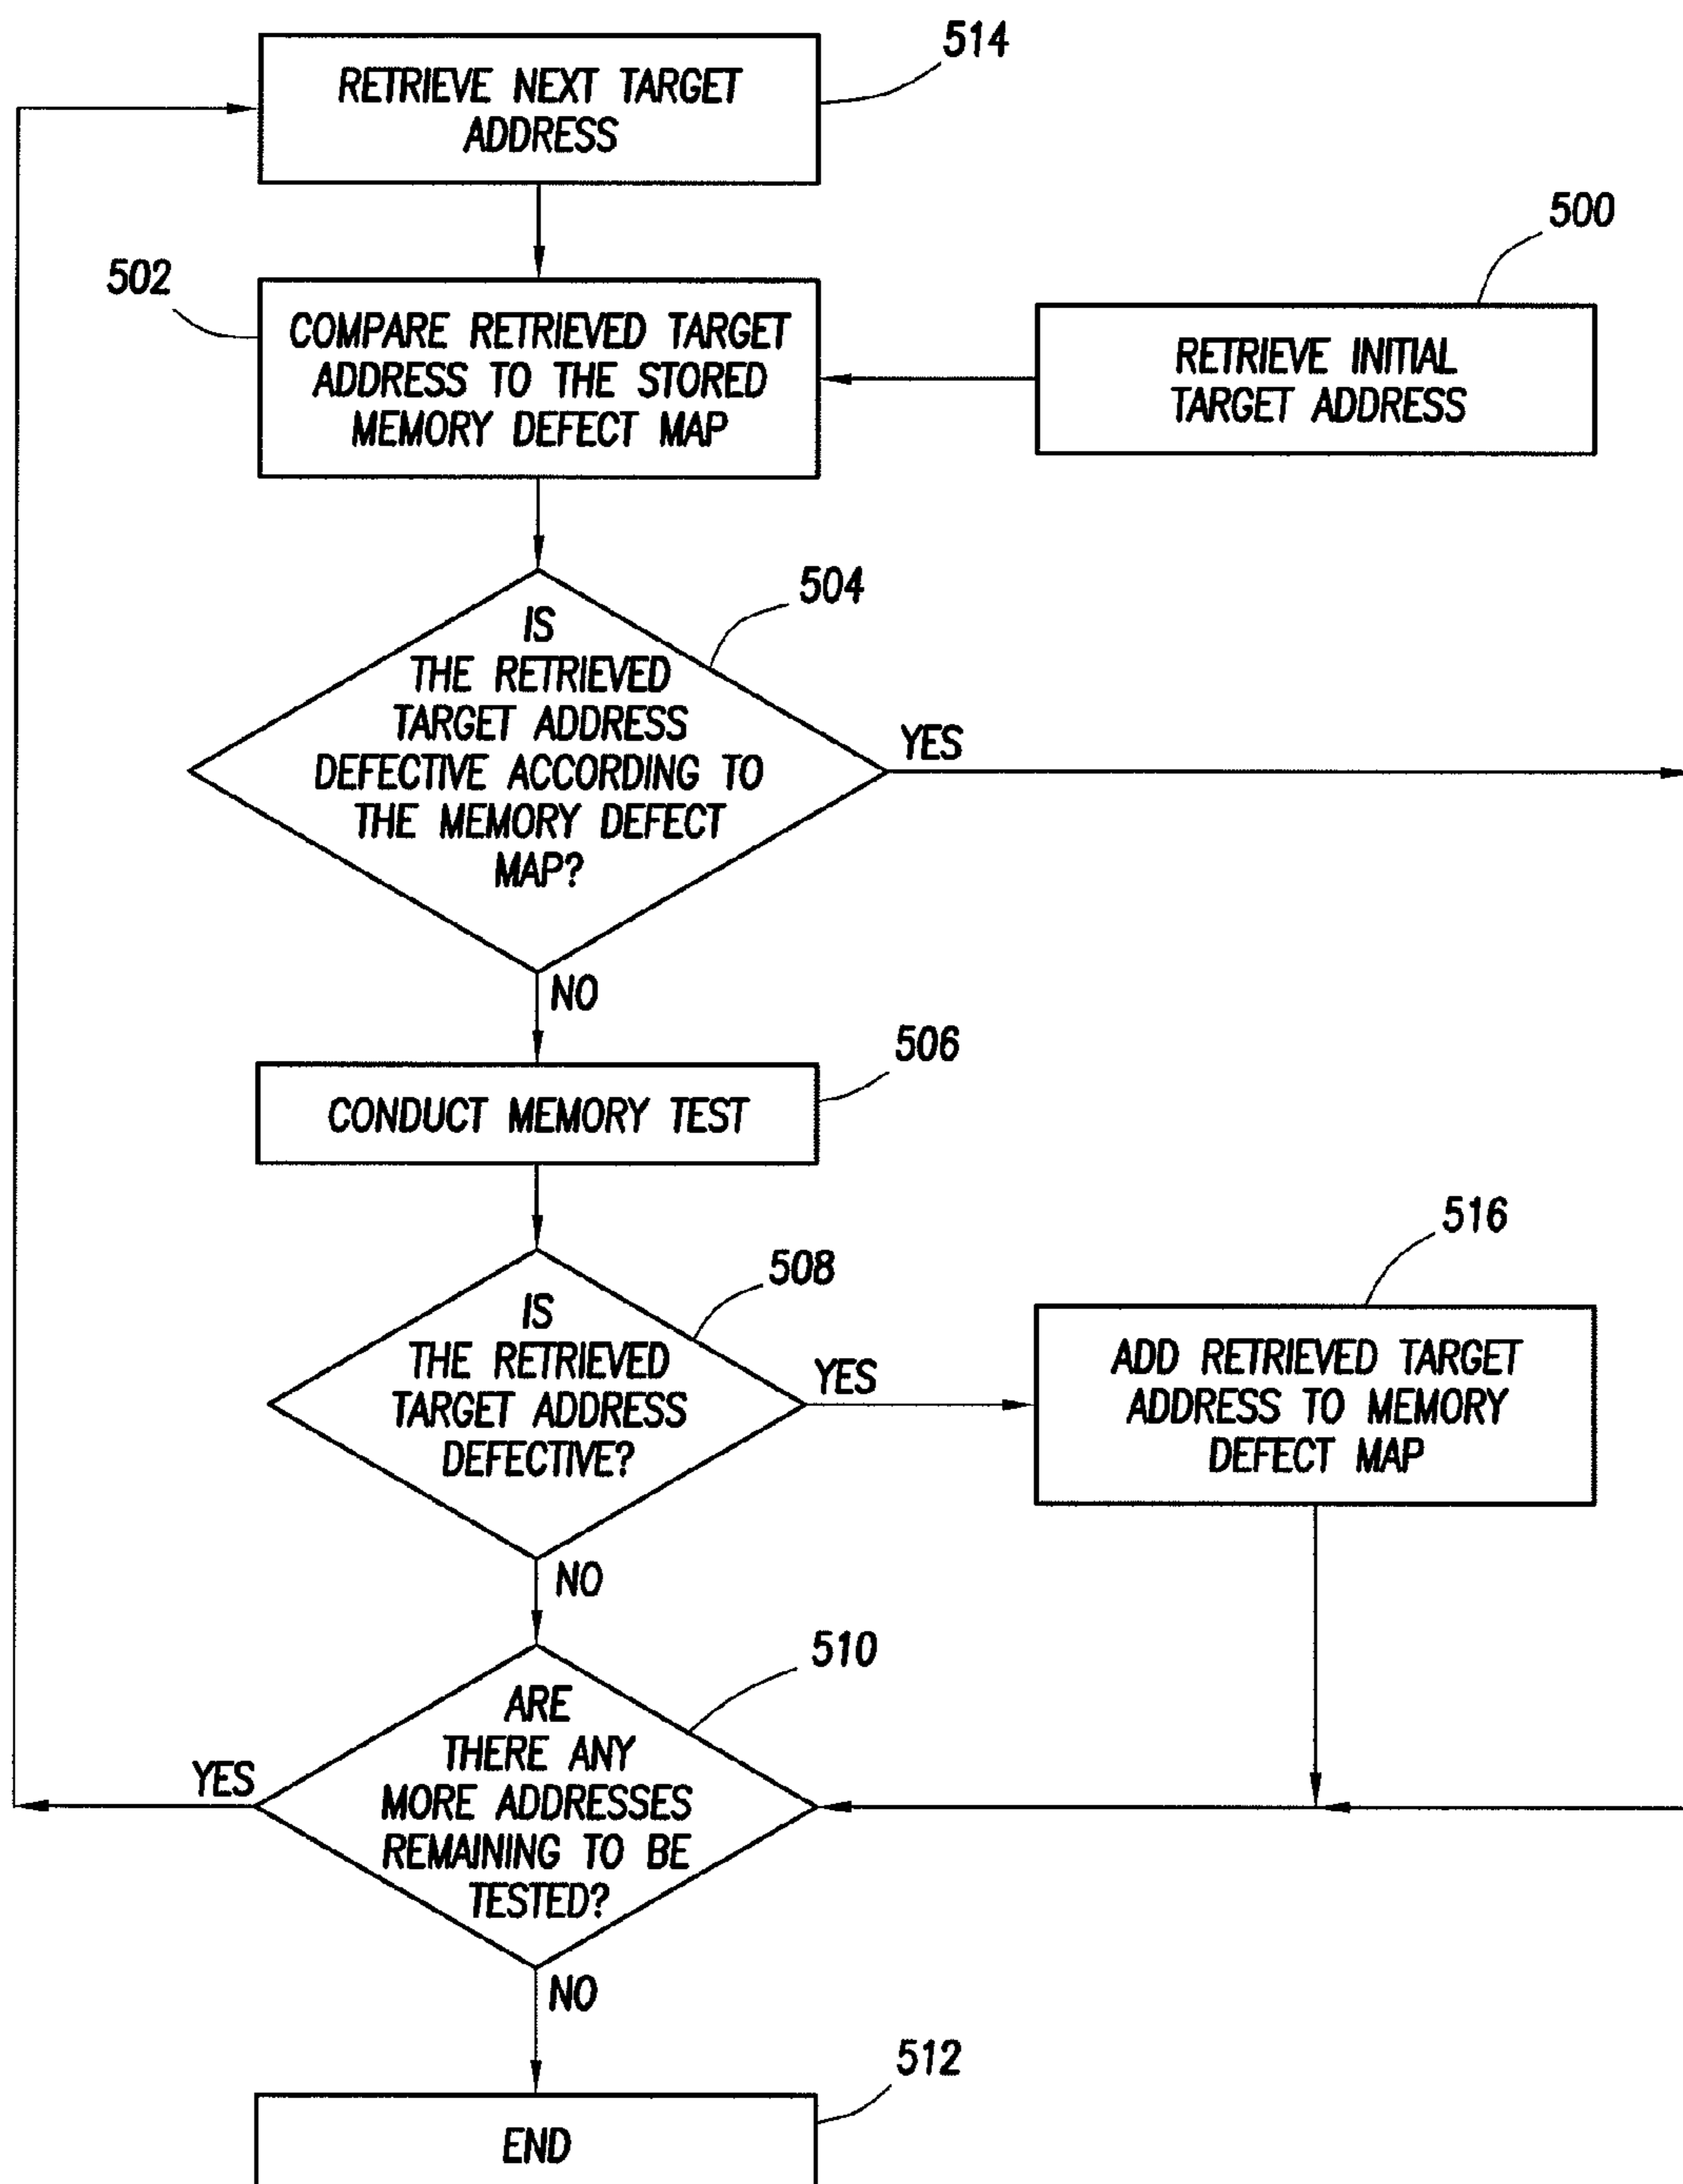 514
RETRIEVE NEXT TARGET
ADDRESS
500
502
COMPARE RETRIEVED TARGET
ADDRESS TO THE STORED
MEMORY DEFECT MAP
RETRIEVE INITIAL
TARGET ADDRESS
504
IS
THE RETRIEVED
TARGET ADDRESS
DEFECTIVE ACCORDING TO
THE MEMORY DEFECT
MAP?
YES
NO
506
CONDUCT MEMORY TEST
516
508
IS
THE RETRIEVED
TARGET ADDRESS
DEFECTIVE?
YES
ADD RETRIEVED TARGET
ADDRESS TO MEMORY
DEFECT MAP
NO
510
ARE
THERE ANY
MORE ADDRESSES
REMAINING TO BE
TESTED?
YES
NO
512
END